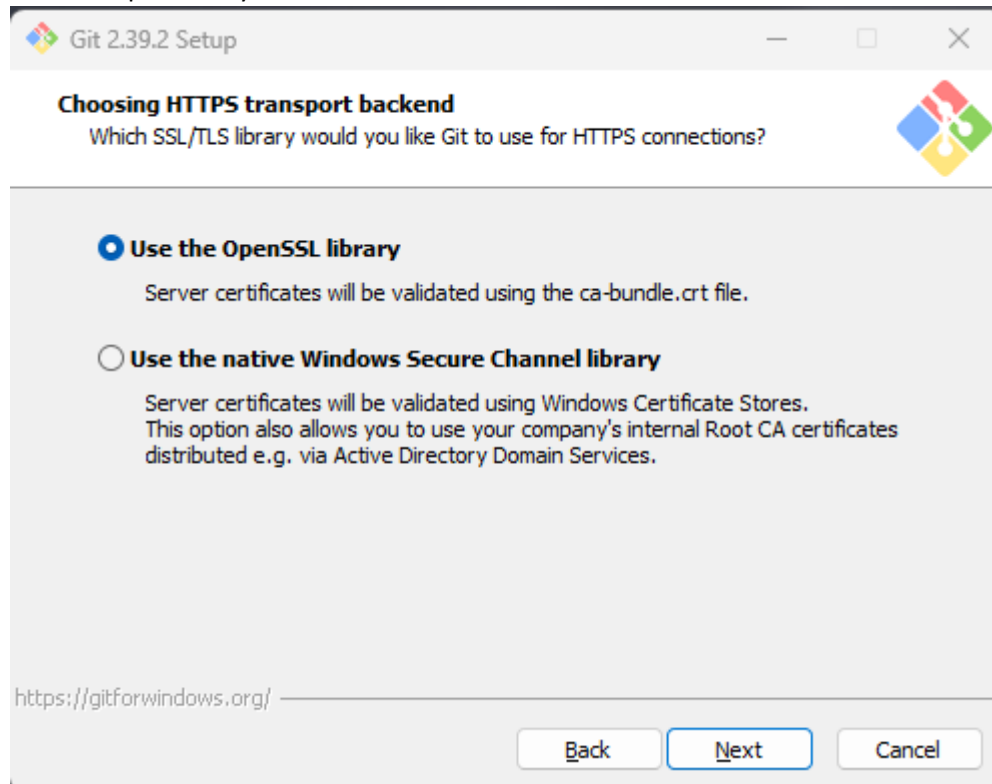 Git 2.39.2 Setup
Choosing HTTPS transport backend
Which SSL/TLS library would you like Git to use for HTTPS connections?
Use the OpenSSL library
Server certificates will be validated using the ca-bundle.crt file.
Use the native Windows Secure Channel library
Server certificates will be validated using Windows Certificate Stores.
This option also allows you to use your company's internal Root CA certificates
distributed e.g. via Active Directory Domain Services.
https://gitforwindows.org/
Back Next Cancel